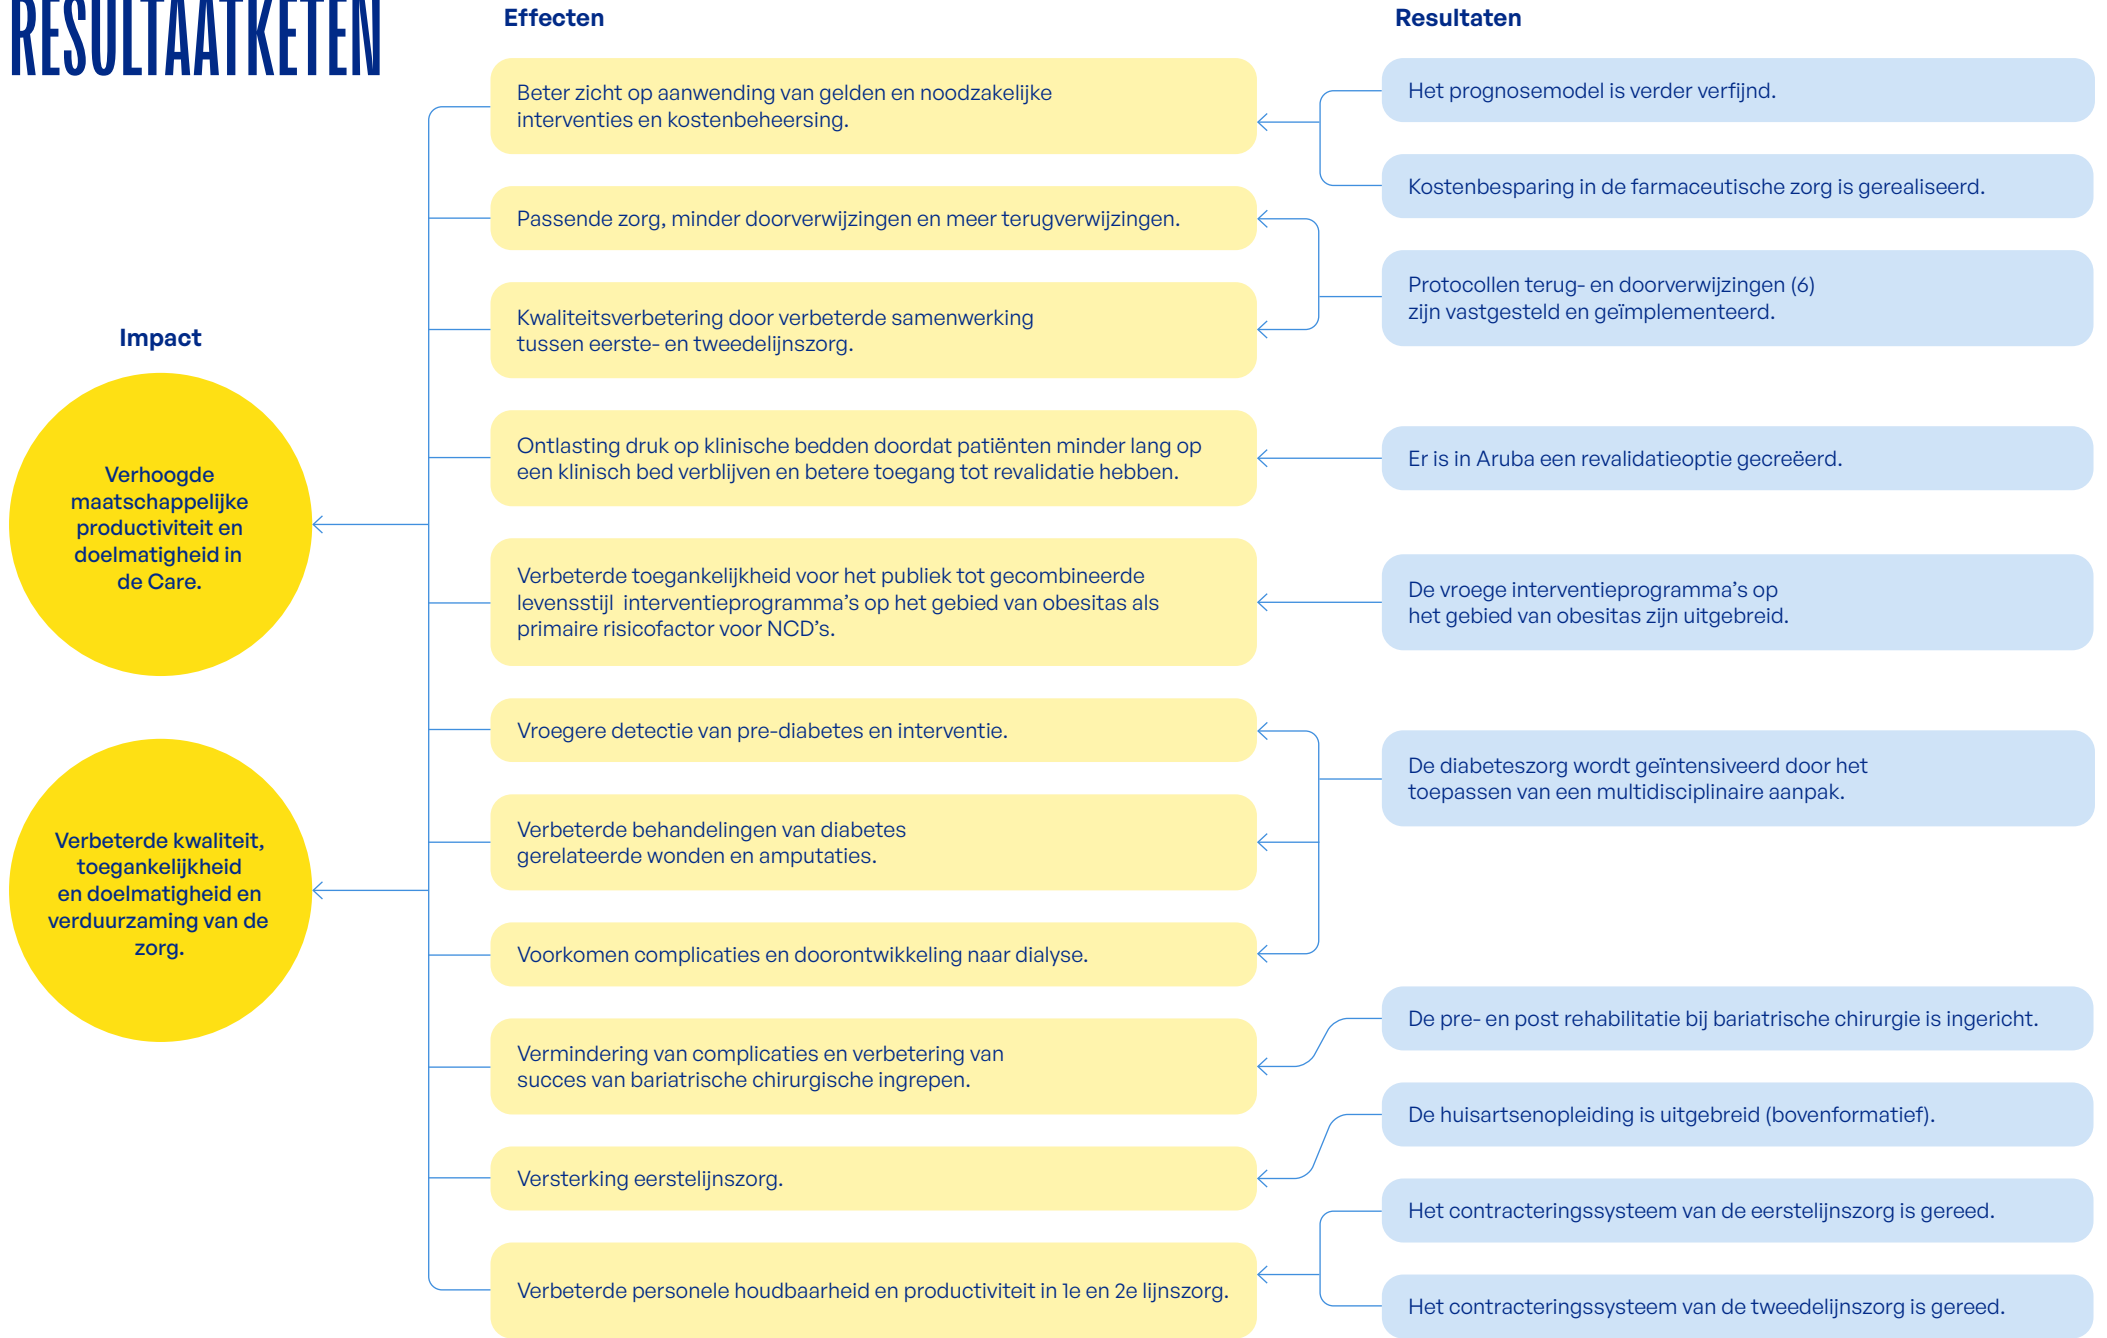 RESULTAATKETEN
Impact
Verhoogde
maatschappelijke
productiviteit en
doelmatigheid in
de Care.
Verbeterde kwaliteit,
toegankelijkheid
en doelmatigheid en
verduurzaming van de
zorg.
Effecten
Beter zicht op aanwending van gelden en noodzakelijke
interventies en kostenbeheersing.
Passende zorg, minder doorverwijzingen en meer terugverwijzingen.
Kwaliteitsverbetering door verbeterde samenwerking
tussen eerste- en tweedelijnszorg.
Ontlasting druk op klinische bedden doordat patiënten minder lang op
een klinisch bed verblijven en betere toegang tot revalidatie hebben.
Verbeterde toegankelijkheid voor het publiek tot gecombineerde
levensstijl interventieprogramma's op het gebied van obesitas als
primaire risicofactor voor NCD's.
Vroegere detectie van pre-diabetes en interventie.
Verbeterde behandelingen van diabetes
gerelateerde wonden en amputaties.
Voorkomen complicaties en doorontwikkeling naar dialyse.
Vermindering van complicaties en verbetering van
succes van bariatrische chirurgische ingrepen.
Versterking eerstelijnszorg.
Verbeterde personele houdbaarheid en productiviteit in 1e en 2e lijnszorg.
Resultaten
Het prognosemodel is verder verfijnd.
Kostenbesparing in de farmaceutische zorg is gerealiseerd.
Protocollen terug- en doorverwijzingen (6)
zijn vastgesteld en geïmplementeerd.
Er is in Aruba een revalidatieoptie gecreëerd.
De vroege interventieprogramma's op
het gebied van obesitas zijn uitgebreid.
De diabeteszorg wordt geïntensiveerd door het
toepassen van een multidisciplinaire aanpak.
De pre- en post rehabilitatie bij bariatrische chirurgie is ingericht.
De huisartsenopleiding is uitgebreid (bovenformatief).
Het contracteringssysteem van de eerstelijnszorg is gereed.
Het contracteringssysteem van de tweedelijnszorg is gereed.